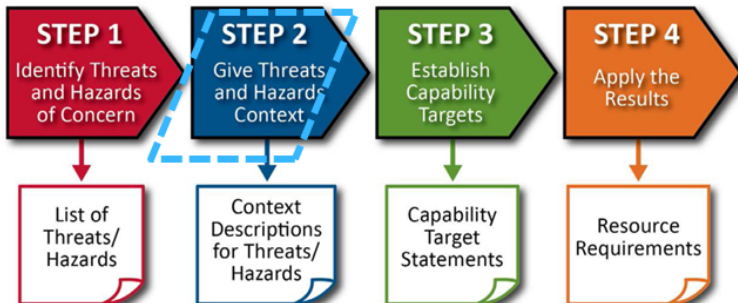 STEP 1
Identify Threats
and Hazards
of Concern
STEP 2
Give Threats
and Hazards
Context
STEP 3
Establish
Capability
Targets
STEP 4
Apply the
Results
List of
Threats/
Hazards
Context
Descriptions
for Threats/
Hazards
Capability
Target
Statements
Resource
Requirements